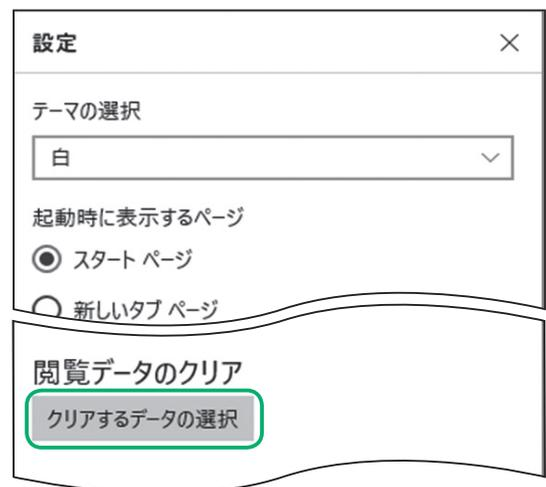 設定
テーマの選択
白
起動時に表示するページ
スタート ページ
新しいタブ ページ
閲覧データのクリア
クリアするデータの選択